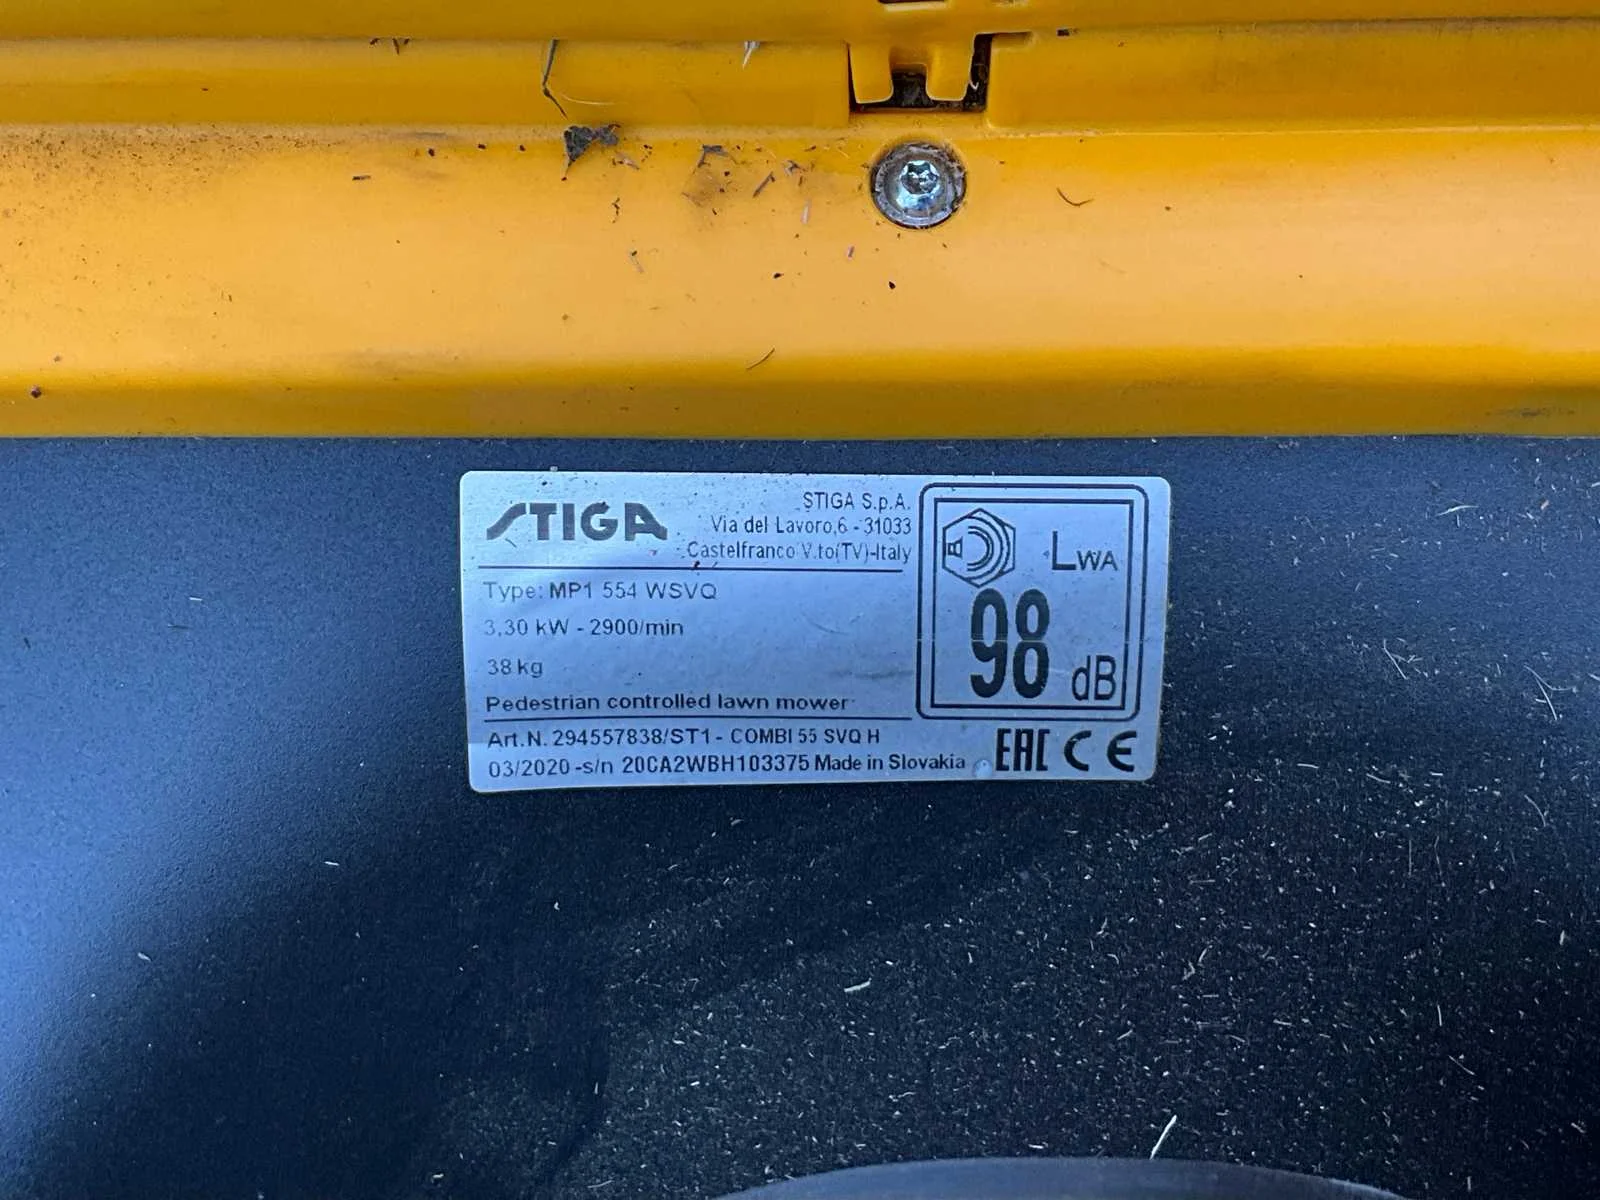 STIGA
STIGA S.p.A.
Via del Lavoro,6 - 31033
Castelfranco V.to(TV)-Italy
Type: MP1 554 WSVQ
3,30 kW - 2900/min
38 kg
Pedestrian controlled lawn mower
Art.N. 294557838/ST1 - COMBI 55 SVQ H
03/2020 -s/n 20CA2WBH103375 Made in Slovakia
LWA
98 dB
EAC CE